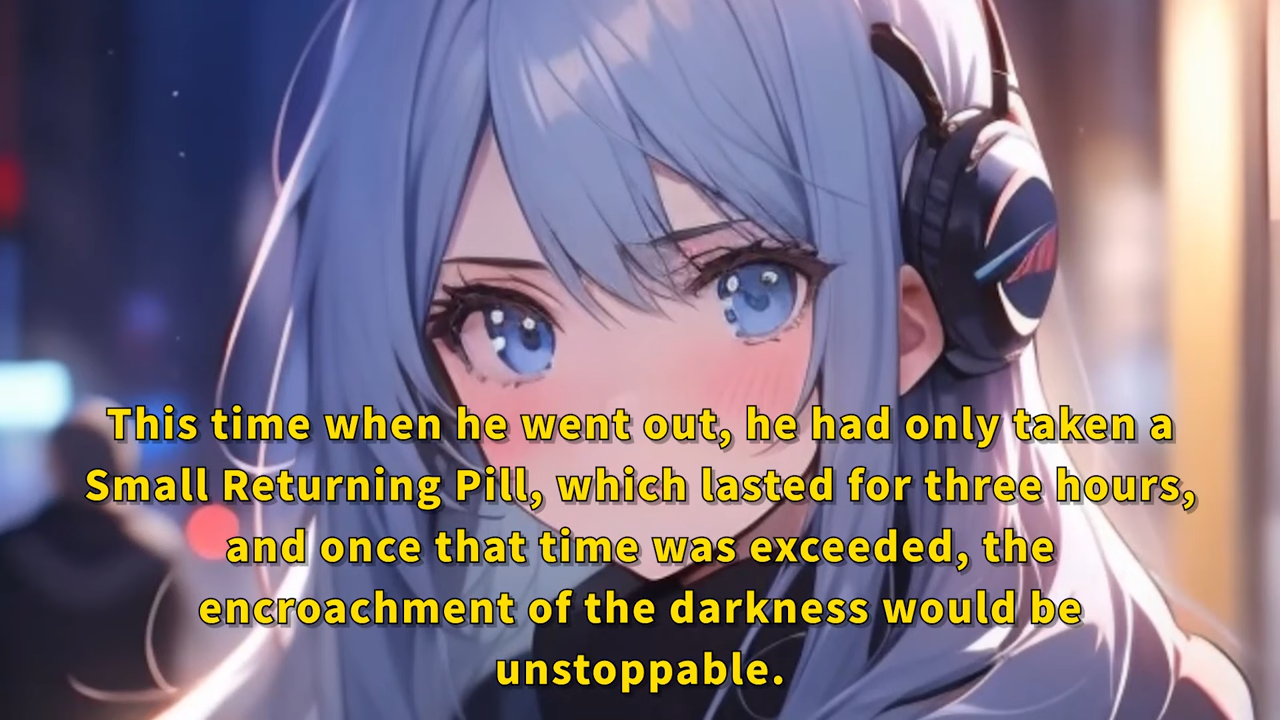 This time when he went out, he had only taken a
Small Returning Pill, which lasted for three hours,
and once that time was exceeded, the
encroachment of the darkness would be
unstoppable.